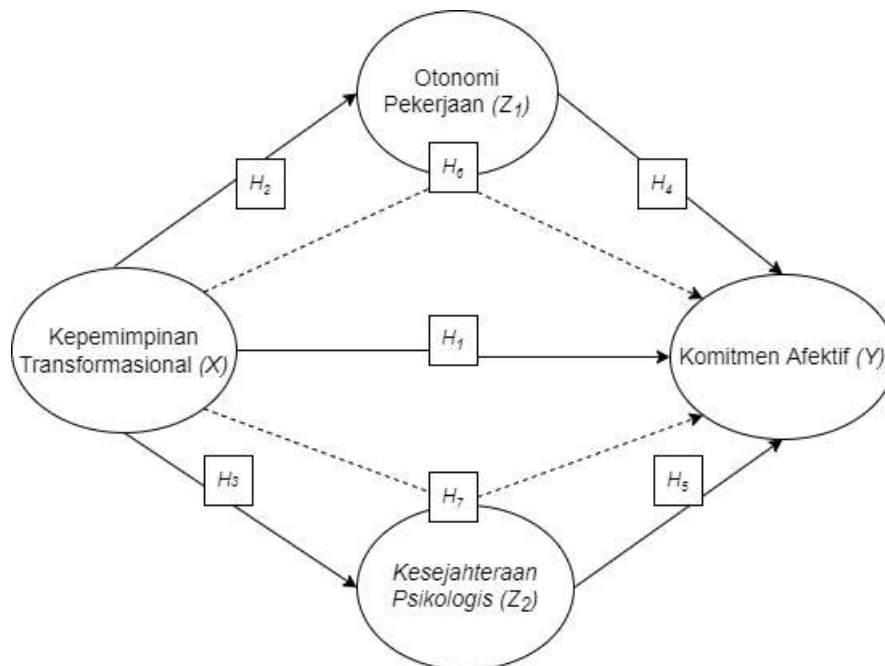 Otonomi
Pekerjaan (Z₁)
H₂
H₆
H₄
Kepemimpinan
Transformasional (X)
H₁
Komitmen Afektif (Y)
H₃
H₇
H₅
Kesejahteraan
Psikologis (Z₂)